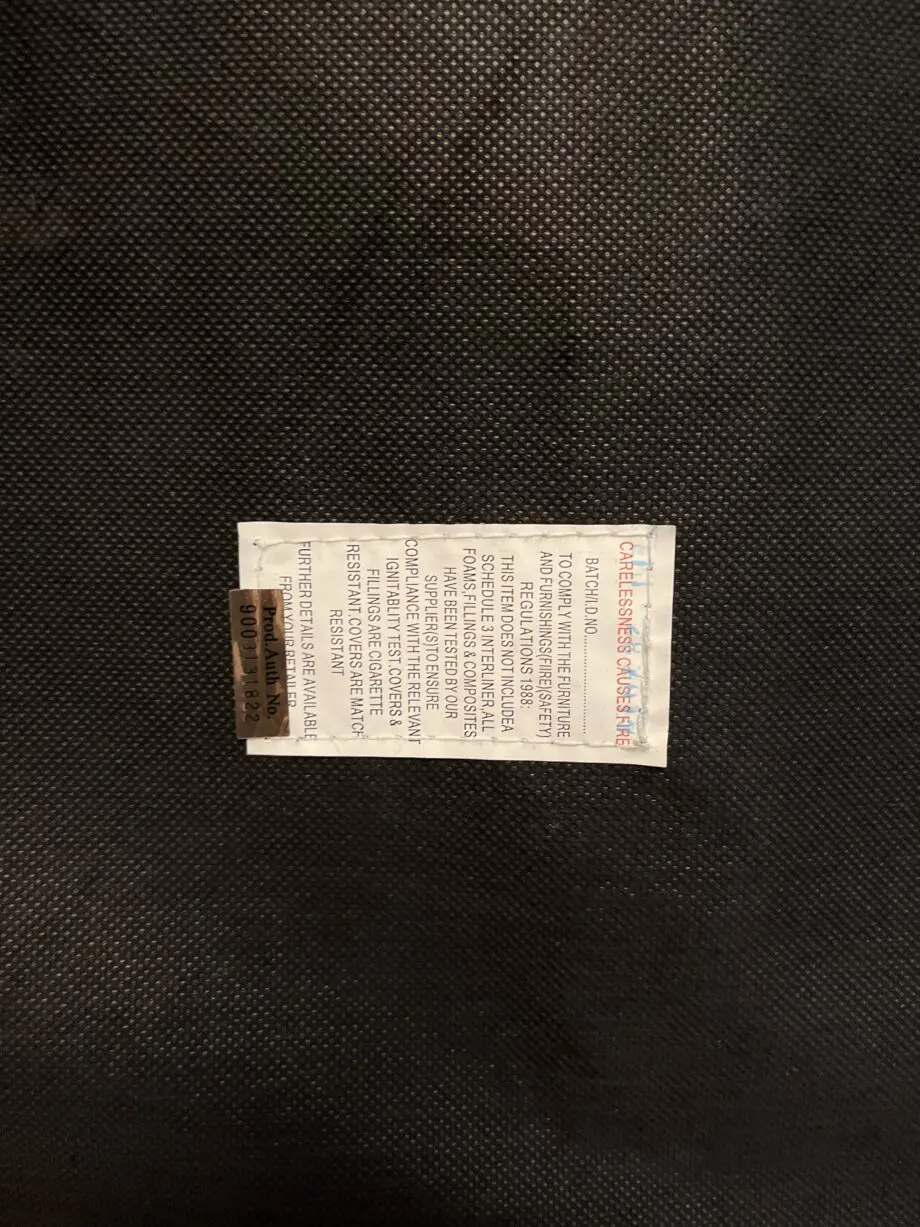 CARELESSNESS CAUSES FIRE
BATCH/I.D.NO..........................
TO COMPLY WITH THE FURNITURE
AND FURNISHINGS(FIRE)(SAFETY)
REGULATIONS 1988:
THIS ITEM DOES NOT INCLUDE A
SCHEDULE 3 INTERLINER,ALL
FOAMS,FILLINGS & COMPOSITES
HAVE BEEN TESTED BY OUR
SUPPLIER(S)TO ENSURE
COMPLIANCE WITH THE RELEVANT
IGNITABLITY TEST.COVERS &
FILLINGS ARE CIGARETTE
RESISTANT.COVERS ARE MATCH
RESISTANT
FURTHER DETAILS ARE AVAILABLE
FROM YOUR RETAILER
Prod.Auth No.
9003131822